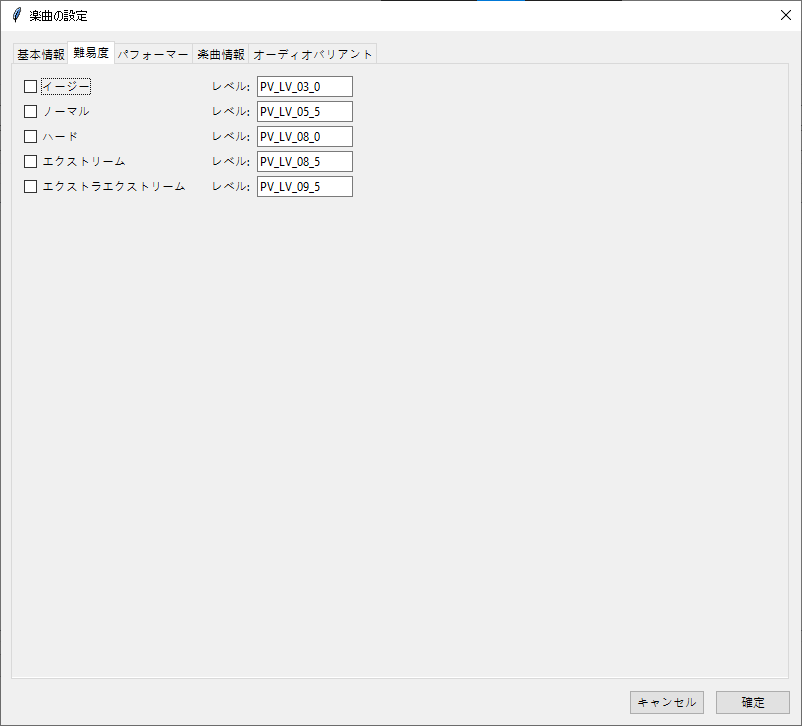 楽曲の設定
基本情報 難易度 パフォーマー 楽曲情報 オーディオバリアント
イージー レベル: PV_LV_03_0
ノーマル レベル: PV_LV_05_5
ハード レベル: PV_LV_08_0
エクストリーム レベル: PV_LV_08_5
エクストラエクストリーム レベル: PV_LV_09_5
キャンセル 確定